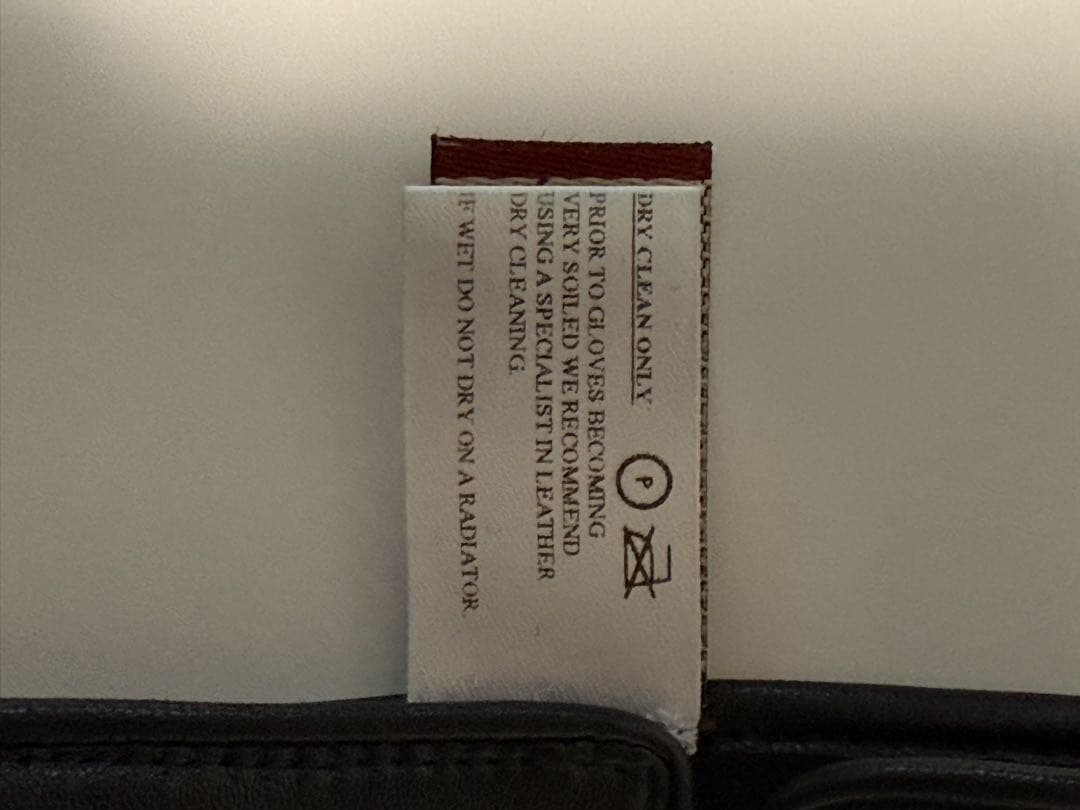 DRY CLEAN ONLY
P
PRIOR TO GLOVES BECOMING
VERY SOILED WE RECOMMEND
USING A SPECIALIST IN LEATHER
DRY CLEANING.
IF WET DO NOT DRY ON A RADIATOR.